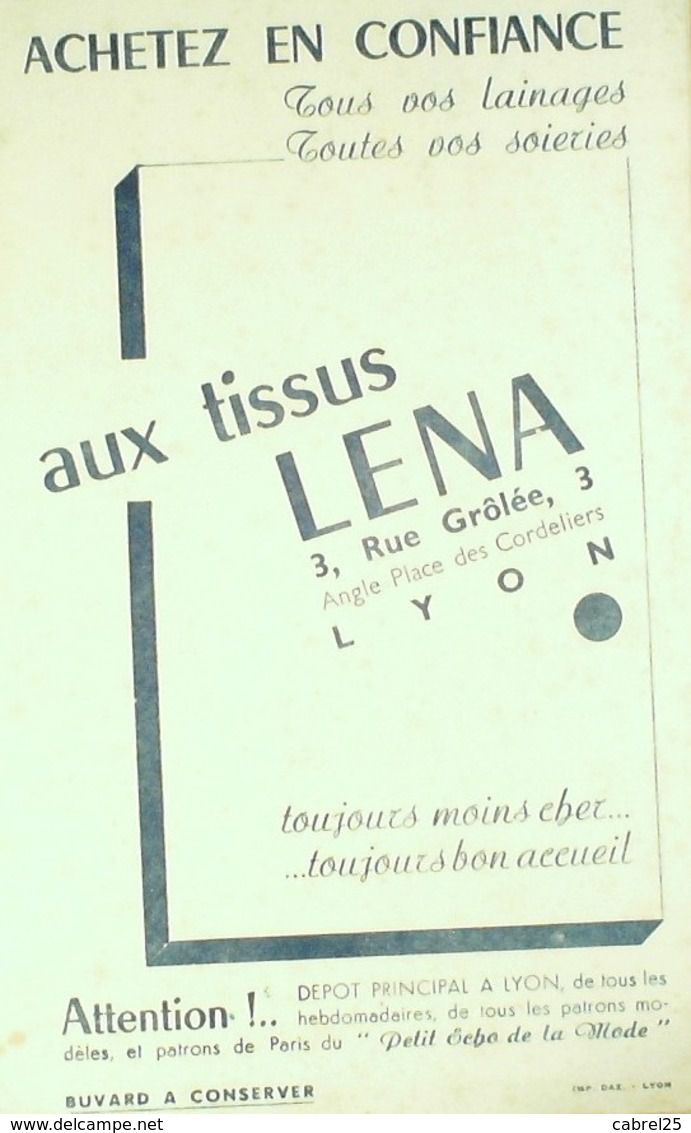 ACHETEZ EN CONFIANCE
Tous vos lainages
Toutes vos soieries
aux tissus
LENA
3, Rue Grôlée, 3
Angle Place des Cordeliers
LYON
toujours moins cher...
...toujours bon accueil
Attention !.. DEPOT PRINCIPAL A LYON, de tous les
hebdomadaires, de tous les patrons mo-
dèles, et patrons de Paris du " Petit Echo de la Mode "
BUVARD A CONSERVER
IMP. DAZ. - LYON
delcampe.net
cabrel25